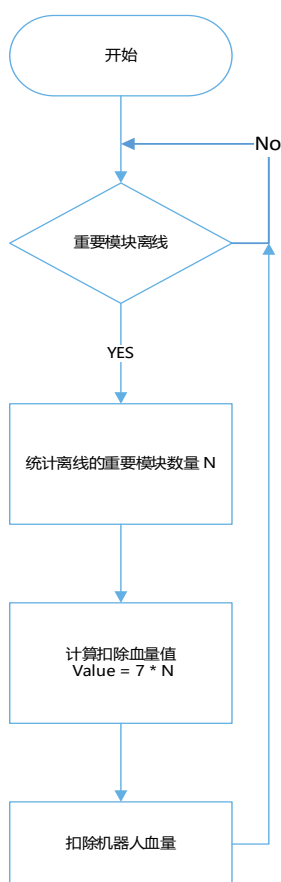 开始
No
重要模块离线
YES
统计离线的重要模块数量 N
计算扣除血量值
Value = 7 * N
扣除机器人血量